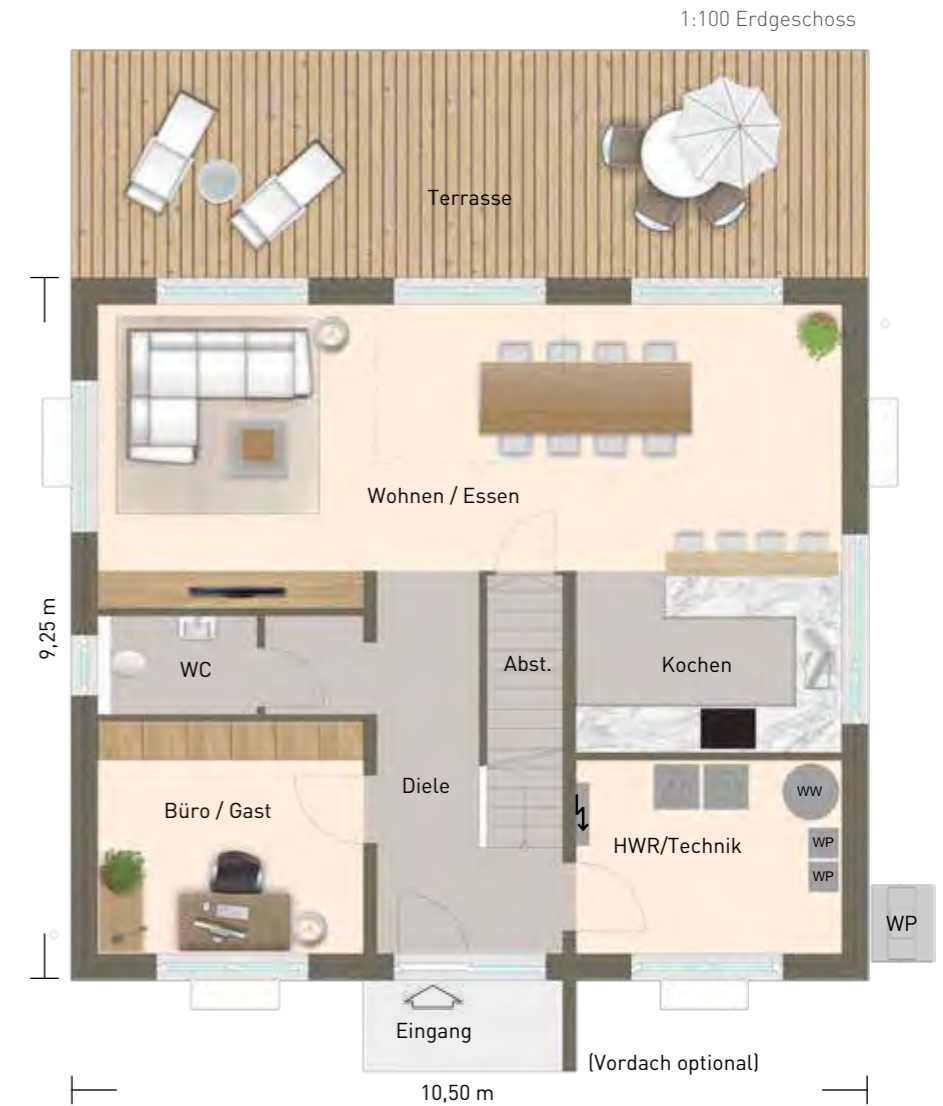 1:100 Erdgeschoss
Terrasse
Wohnen / Essen
9,25 m
WC
Abst.
Kochen
Diele
Büro / Gast
WW
HWR/Technik
WP
WP
WP
Eingang
(Vordach optional)
10,50 m